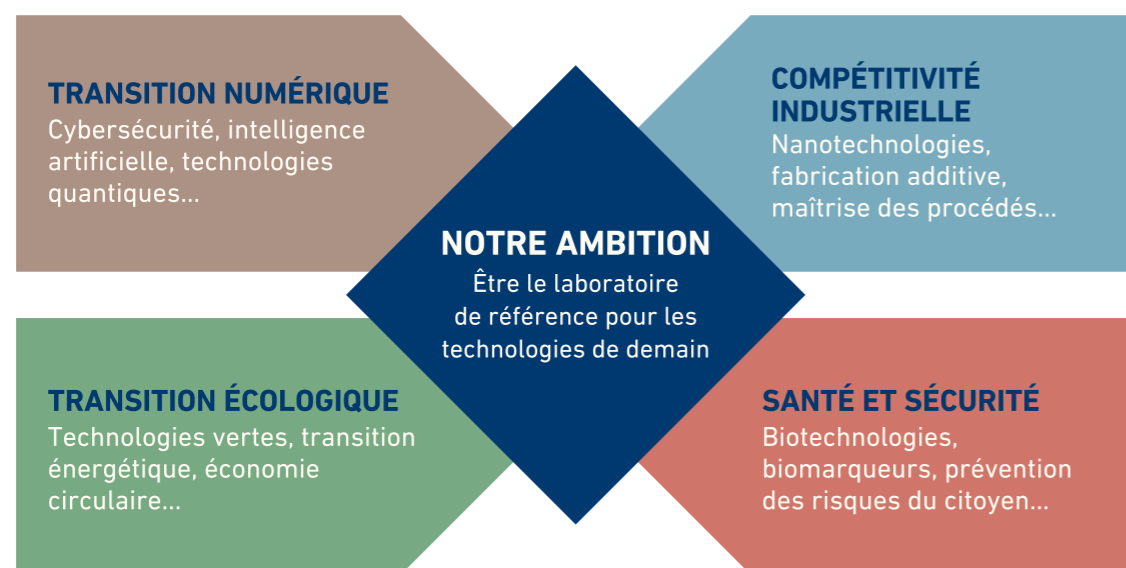 TRANSITION NUMÉRIQUE
Cybersécurité, intelligence
artificielle, technologies
quantiques...
COMPÉTITIVITÉ
INDUSTRIELLE
Nanotechnologies,
fabrication additive,
maîtrise des procédés...
NOTRE AMBITION
Être le laboratoire
de référence pour les
technologies de demain
TRANSITION ÉCOLOGIQUE
Technologies vertes, transition
énergétique, économie
circulaire...
SANTÉ ET SÉCURITÉ
Biotechnologies,
biomarqueurs, prévention
des risques du citoyen...